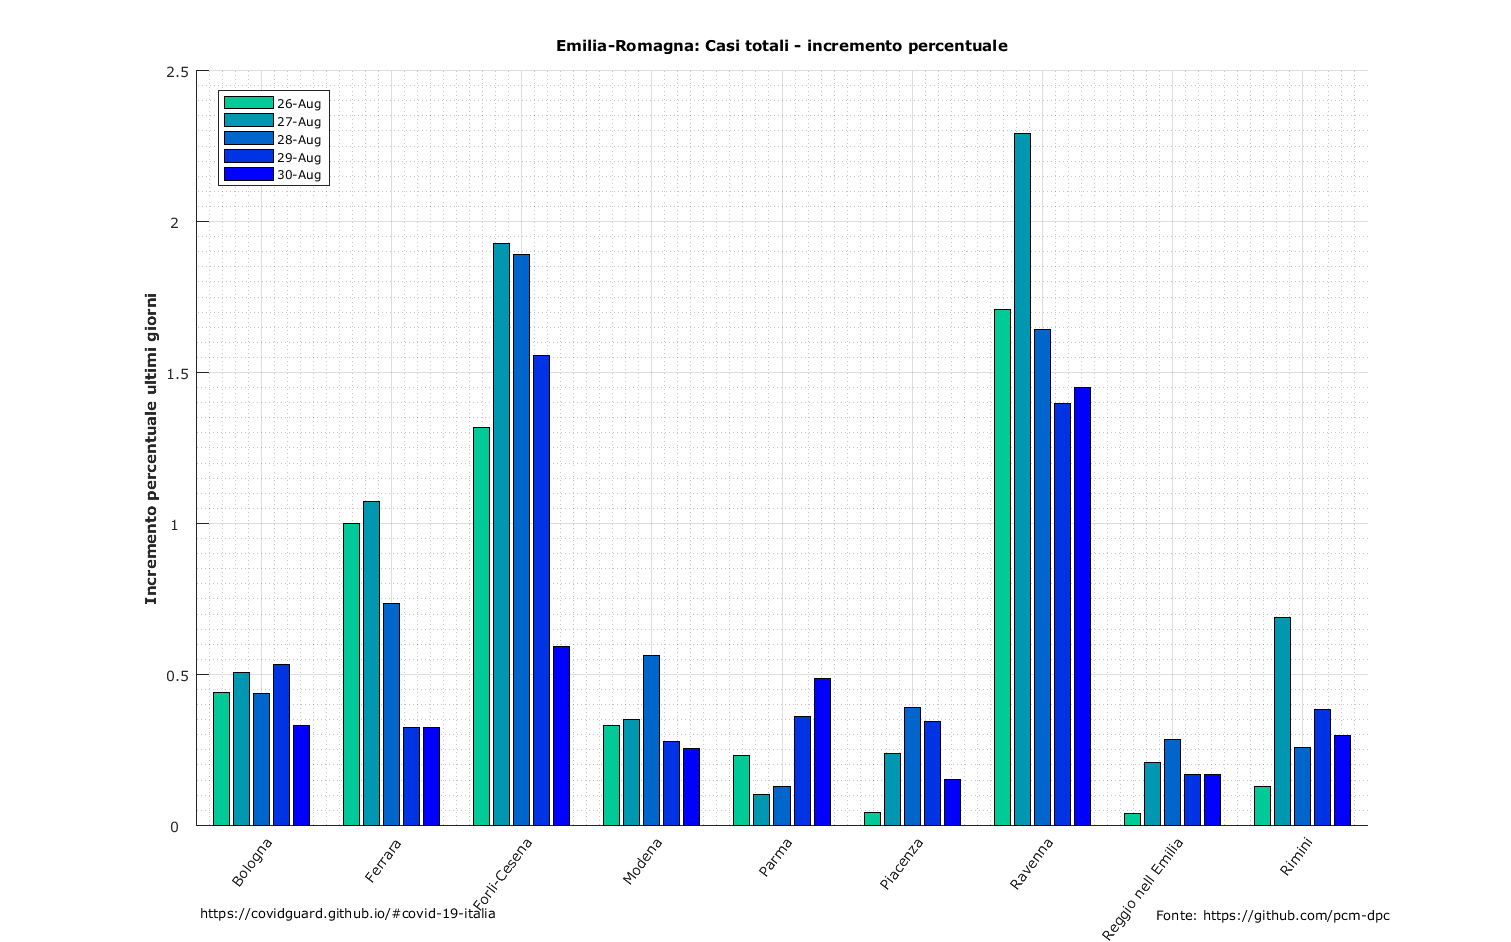 Emilia-Romagna: Casi totali - incremento percentuale
2.5
2
1.5
1
0.5
0
Incremento percentuale ultimi giorni
26-Aug
27-Aug
28-Aug
29-Aug
30-Aug
Bologna
Ferrara
Forlì-Cesena
Modena
Parma
Piacenza
Ravenna
Reggio nell Emilia
Rimini
https://covidguard.github.io/#covid-19-italia
Fonte: https://github.com/pcm-dpc